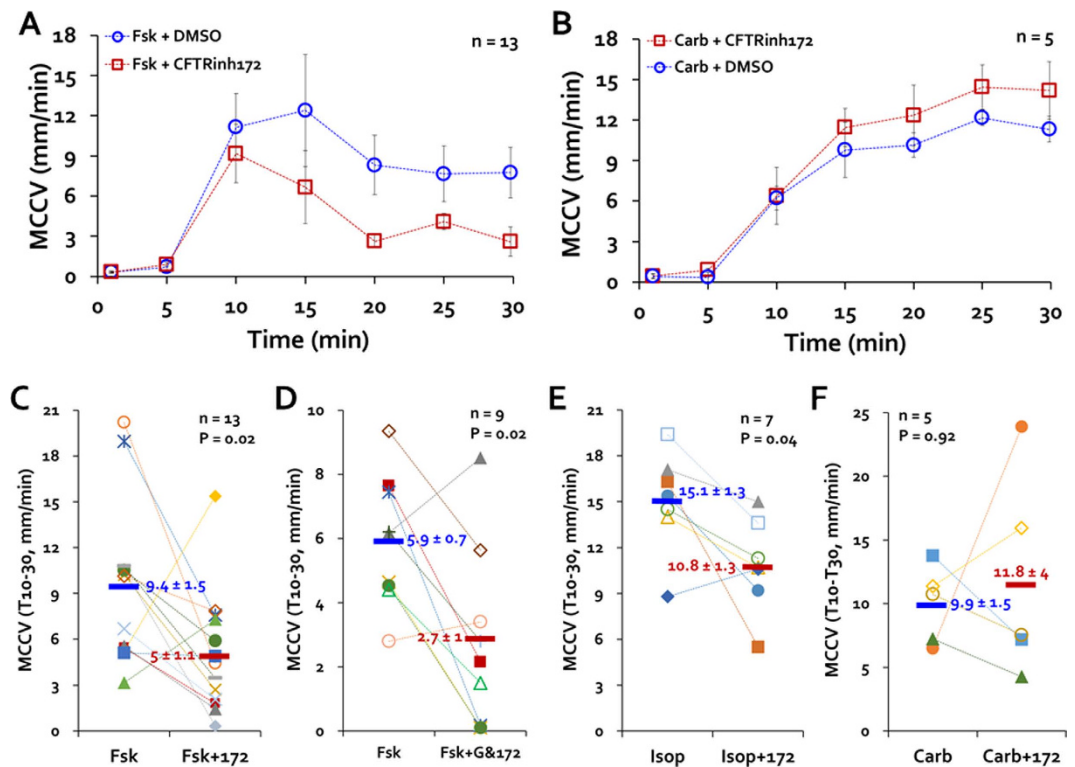 A
Fsk + DMSO
Fsk + CFTRinh172
n = 13
MCCV (mm/min)
18
15
12
9
6
3
0
0 5 10 15 20 25 30
Time (min)
B
Carb + CFTRinh172
Carb + DMSO
n = 5
MCCV (mm/min)
18
15
12
9
6
3
0
0 5 10 15 20 25 30
Time (min)
C
n = 13
P = 0.02
MCCV (T10-30, mm/min)
21
18
15
12
9
6
3
0
9.4 ± 1.5
5 ± 1.1
Fsk Fsk+172
D
n = 9
P = 0.02
MCCV (T10-30, mm/min)
10
8
6
4
2
0
5.9 ± 0.7
2.7 ± 1
Fsk Fsk+G&172
E
n = 7
P = 0.04
MCCV (T10-30, mm/min)
21
18
15
12
9
6
3
0
15.1 ± 1.3
10.8 ± 1.3
Isop Isop+172
F
n = 5
P = 0.92
MCCV (T10-T30, mm/min)
25
20
15
10
5
0
9.9 ± 1.5
11.8 ± 4
Carb Carb+172